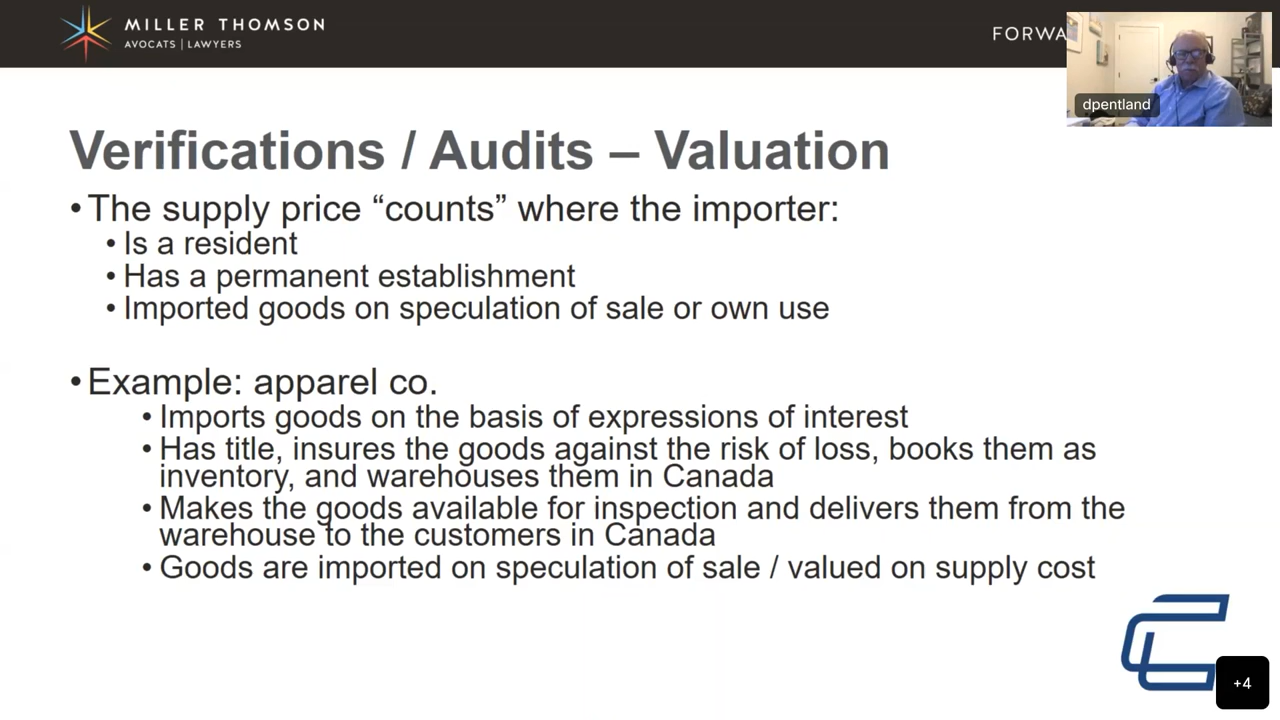 MILLER THOMSON
AVOCATS | LAWYERS
FORWA
dpentland
Verifications / Audits – Valuation
• The supply price “counts” where the importer:
• Is a resident
• Has a permanent establishment
• Imported goods on speculation of sale or own use
• Example: apparel co.
• Imports goods on the basis of expressions of interest
• Has title, insures the goods against the risk of loss, books them as
inventory, and warehouses them in Canada
• Makes the goods available for inspection and delivers them from the
warehouse to the customers in Canada
• Goods are imported on speculation of sale / valued on supply cost
+4